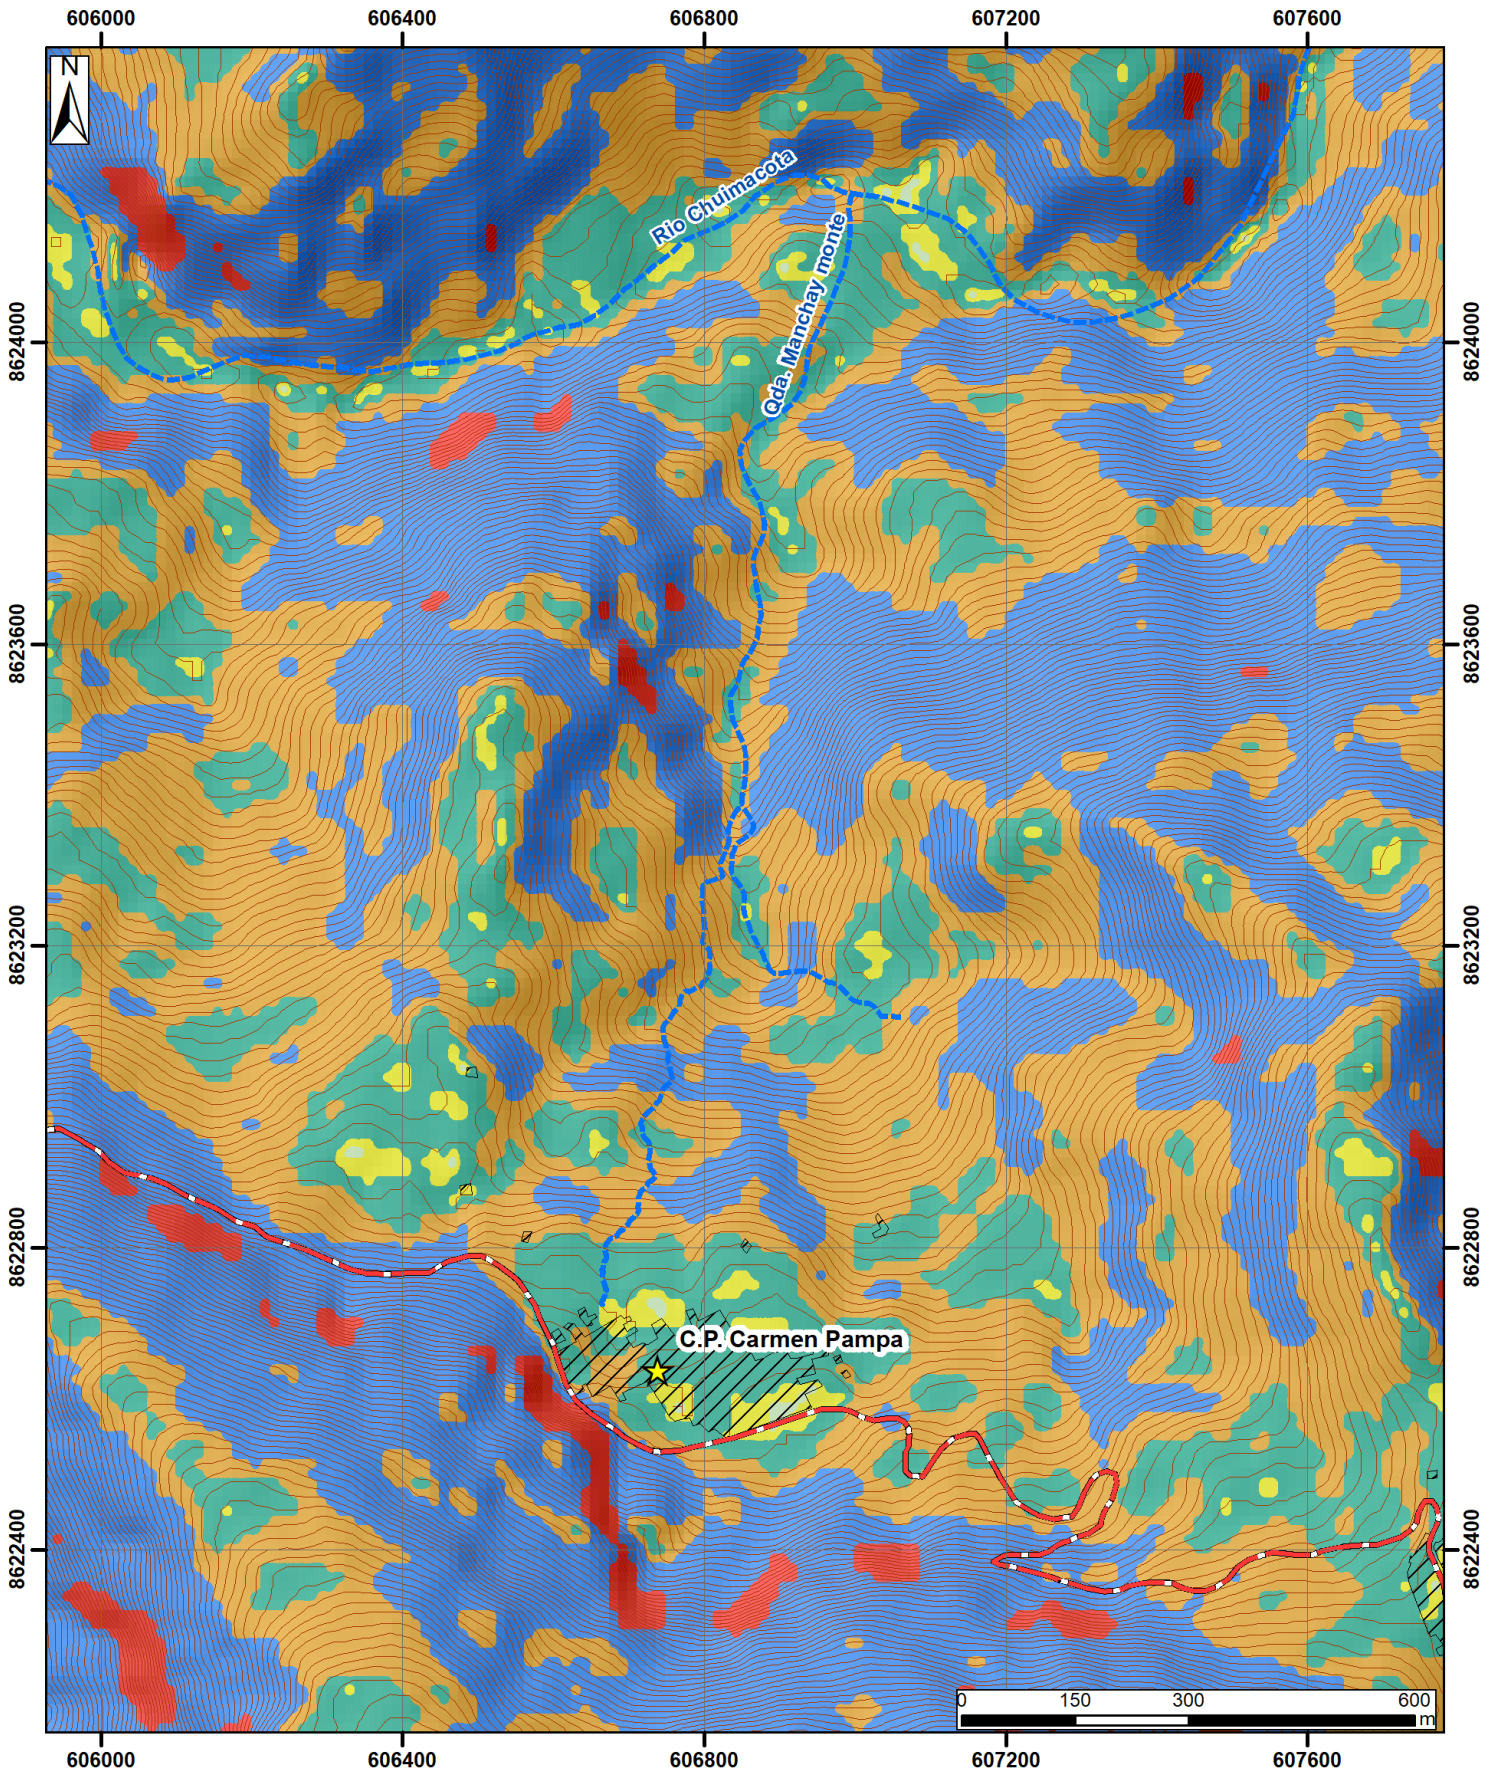 606000 606400 606800 607200 607600
N
Rio Chuimacota
Qda. Manchay monte
8624000 8624000
8623600 8623600
8623200 8623200
8622800 8622800
C.P. Carmen Pampa
8622400 8622400
0 150 300 600
m
606000 606400 606800 607200 607600